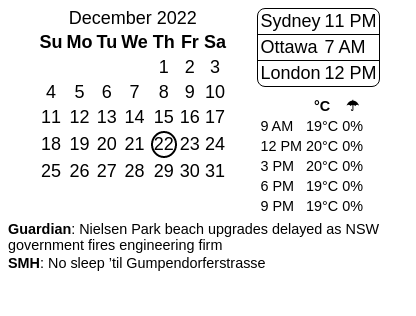 December 2022
Su Mo Tu We Th Fr Sa
1 2 3
4 5 6 7 8 9 10
11 12 13 14 15 16 17
18 19 20 21 22 23 24
25 26 27 28 29 30 31
Sydney 11 PM
Ottawa 7 AM
London 12 PM
°C ☂
9 AM 19°C 0%
12 PM 20°C 0%
3 PM 20°C 0%
6 PM 19°C 0%
9 PM 19°C 0%
Guardian: Nielsen Park beach upgrades delayed as NSW
government fires engineering firm
SMH: No sleep ’til Gumpendorferstrasse